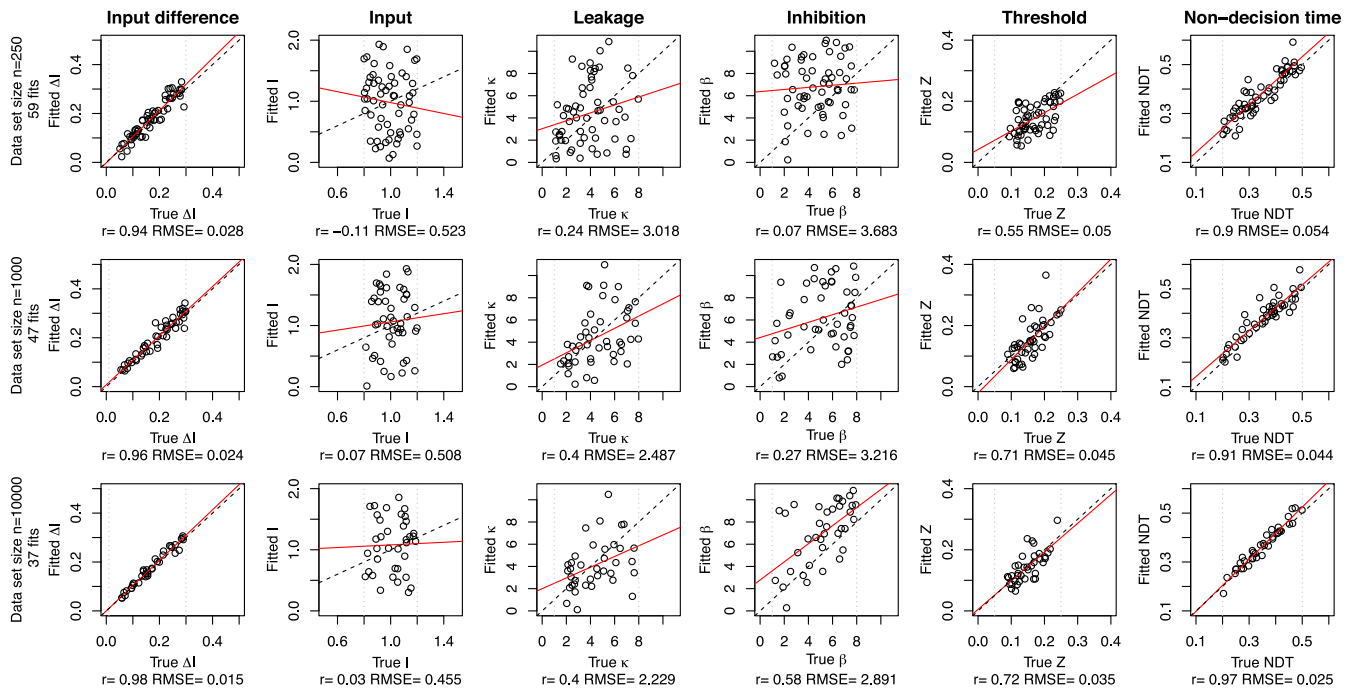 Input difference Input Leakage Inhibition Threshold Non−decision time
Data set size n=250
59 fits
Fitted ΔI
0.0 0.2 0.4
0.0 0.2 0.4
True ΔI
r= 0.94 RMSE= 0.028
Fitted I
0.0 1.0 2.0
0.6 1.0 1.4
True I
r= −0.11 RMSE= 0.523
Fitted κ
0 2 4 6 8
0 2 4 6 8
True κ
r= 0.24 RMSE= 3.018
Fitted β
0 2 4 6 8
0 2 4 6 8
True β
r= 0.07 RMSE= 3.683
Fitted Z
0.0 0.2 0.4
0.0 0.1 0.2 0.3 0.4
True Z
r= 0.55 RMSE= 0.05
Fitted NDT
0.1 0.3 0.5
0.1 0.2 0.3 0.4 0.5
True NDT
r= 0.9 RMSE= 0.054
Data set size n=1000
47 fits
Fitted ΔI
0.0 0.2 0.4
0.0 0.2 0.4
True ΔI
r= 0.96 RMSE= 0.024
Fitted I
0.0 1.0 2.0
0.6 1.0 1.4
True I
r= 0.07 RMSE= 0.508
Fitted κ
0 2 4 6 8
0 2 4 6 8
True κ
r= 0.4 RMSE= 2.487
Fitted β
0 2 4 6 8
0 2 4 6 8
True β
r= 0.27 RMSE= 3.216
Fitted Z
0.0 0.2 0.4
0.0 0.1 0.2 0.3 0.4
True Z
r= 0.71 RMSE= 0.045
Fitted NDT
0.1 0.3 0.5
0.1 0.2 0.3 0.4 0.5
True NDT
r= 0.91 RMSE= 0.044
Data set size n=10000
37 fits
Fitted ΔI
0.0 0.2 0.4
0.0 0.2 0.4
True ΔI
r= 0.98 RMSE= 0.015
Fitted I
0.0 1.0 2.0
0.6 1.0 1.4
True I
r= 0.03 RMSE= 0.455
Fitted κ
0 2 4 6 8
0 2 4 6 8
True κ
r= 0.4 RMSE= 2.229
Fitted β
0 2 4 6 8
0 2 4 6 8
True β
r= 0.58 RMSE= 2.891
Fitted Z
0.0 0.2 0.4
0.0 0.1 0.2 0.3 0.4
True Z
r= 0.72 RMSE= 0.035
Fitted NDT
0.1 0.3 0.5
0.1 0.2 0.3 0.4 0.5
True NDT
r= 0.97 RMSE= 0.025